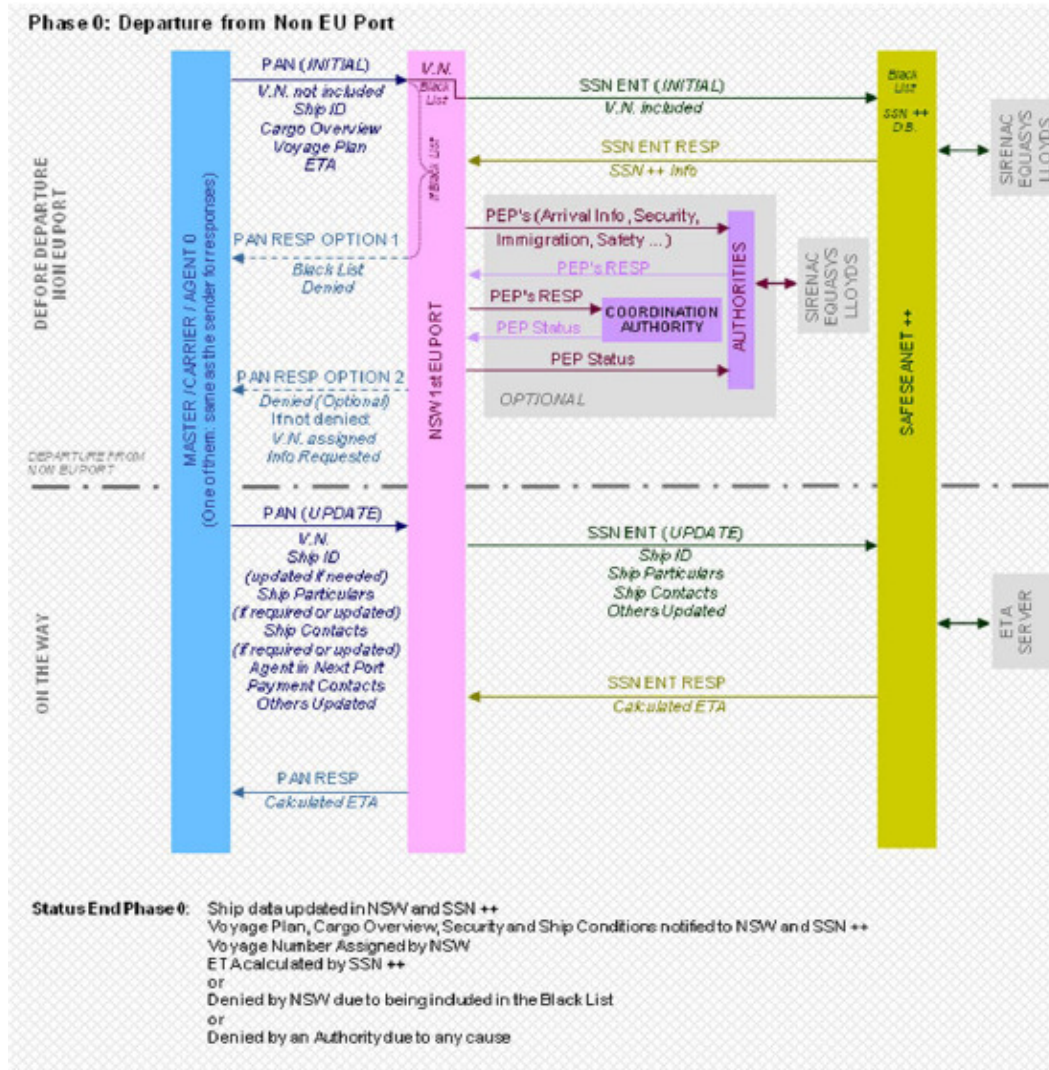 Phase 0: Departure from Non EU Port
PAN (INITIAL)
V.N. not included
Ship ID
Cargo Overview
Voyage Plan
ETA
V.N.
Black
List
If Black List
SSN ENT (INITIAL)
V.N. included
Black
List
SSN ++
D.B.
SSN ENT RESP
SSN ++ Info
SIRENAC
EQUASYS
LLOYDS
PEP's (Arrival Info, Security,
Immigration, Safety ...)
PAN RESP OPTION 1
Black List
Denied
PEP's RESP
PEP's RESP
COORDINATION
AUTHORITY
PEP Status
PEP Status
AUTHORITIES
SIRENAC
EQUASYS
LLOYDS
OPTIONAL
PAN RESP OPTION 2
Denied (Optional)
If not denied:
V.N. assigned
Info Requested
DEFORE DEPARTURE
NON EU PORT
MASTER / CARRIER / AGENT 0
(One of them: same as the sender for responses)
NSW 1st EU PORT
SAFESEANET ++
DEPARTURE FROM
NON EU PORT
PAN (UPDATE)
V.N.
Ship ID
(updated if needed)
Ship Particulars
(if required or updated)
Ship Contacts
(if required or updated)
Agent in Next Port
Payment Contacts
Others Updated
SSN ENT (UPDATE)
Ship ID
Ship Particulars
Ship Contacts
Others Updated
ETA
SERVER
ON THE WAY
SSN ENT RESP
Calculated ETA
PAN RESP
Calculated ETA
Status End Phase 0: Ship data updated in NSW and SSN ++
Voyage Plan, Cargo Overview, Security and Ship Conditions notified to NSW and SSN ++
Voyage Number Assigned by NSW
ETA calculated by SSN ++
or
Denied by NSW due to being included in the Black List
or
Denied by an Authority due to any cause